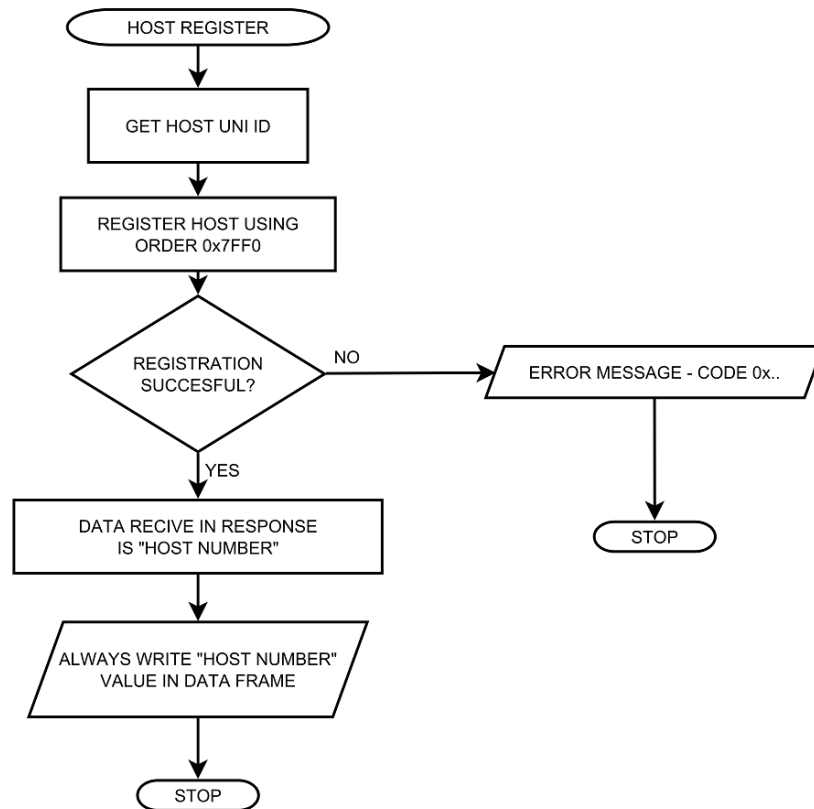 HOST REGISTER
GET HOST UNI ID
REGISTER HOST USING
ORDER 0x7FF0
REGISTRATION
SUCCESFUL?
NO
ERROR MESSAGE - CODE 0x..
YES
DATA RECIVE IN RESPONSE
IS "HOST NUMBER"
STOP
ALWAYS WRITE "HOST NUMBER"
VALUE IN DATA FRAME
STOP